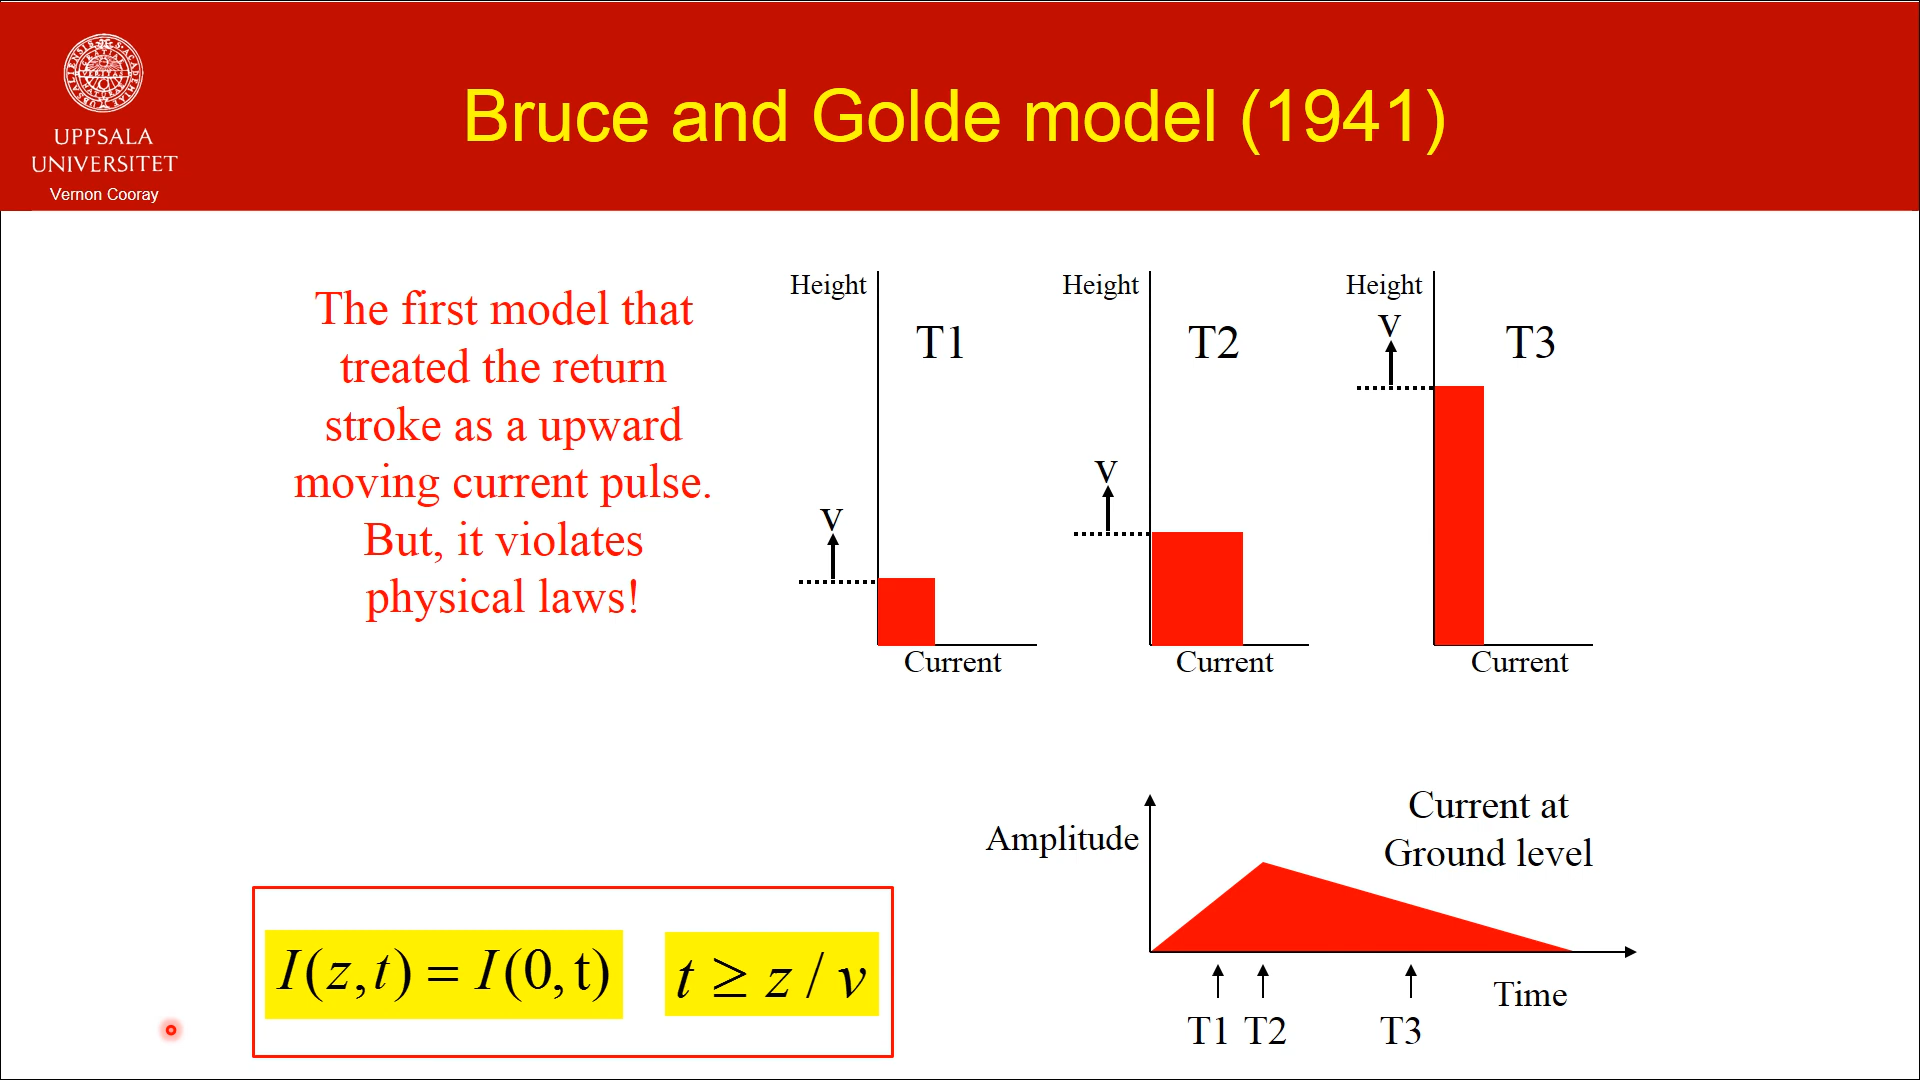 UPPSALA
UNIVERSITET
Vernon Cooray
Bruce and Golde model (1941)
The first model that
treated the return
stroke as a upward
moving current pulse.
But, it violates
physical laws!
Height
T1
V
Current
Height
T2
V
Current
Height
V
T3
Current
I(z,t) = I(0,t)
t ≥ z / v
Amplitude
Current at
Ground level
Time
T1 T2 T3